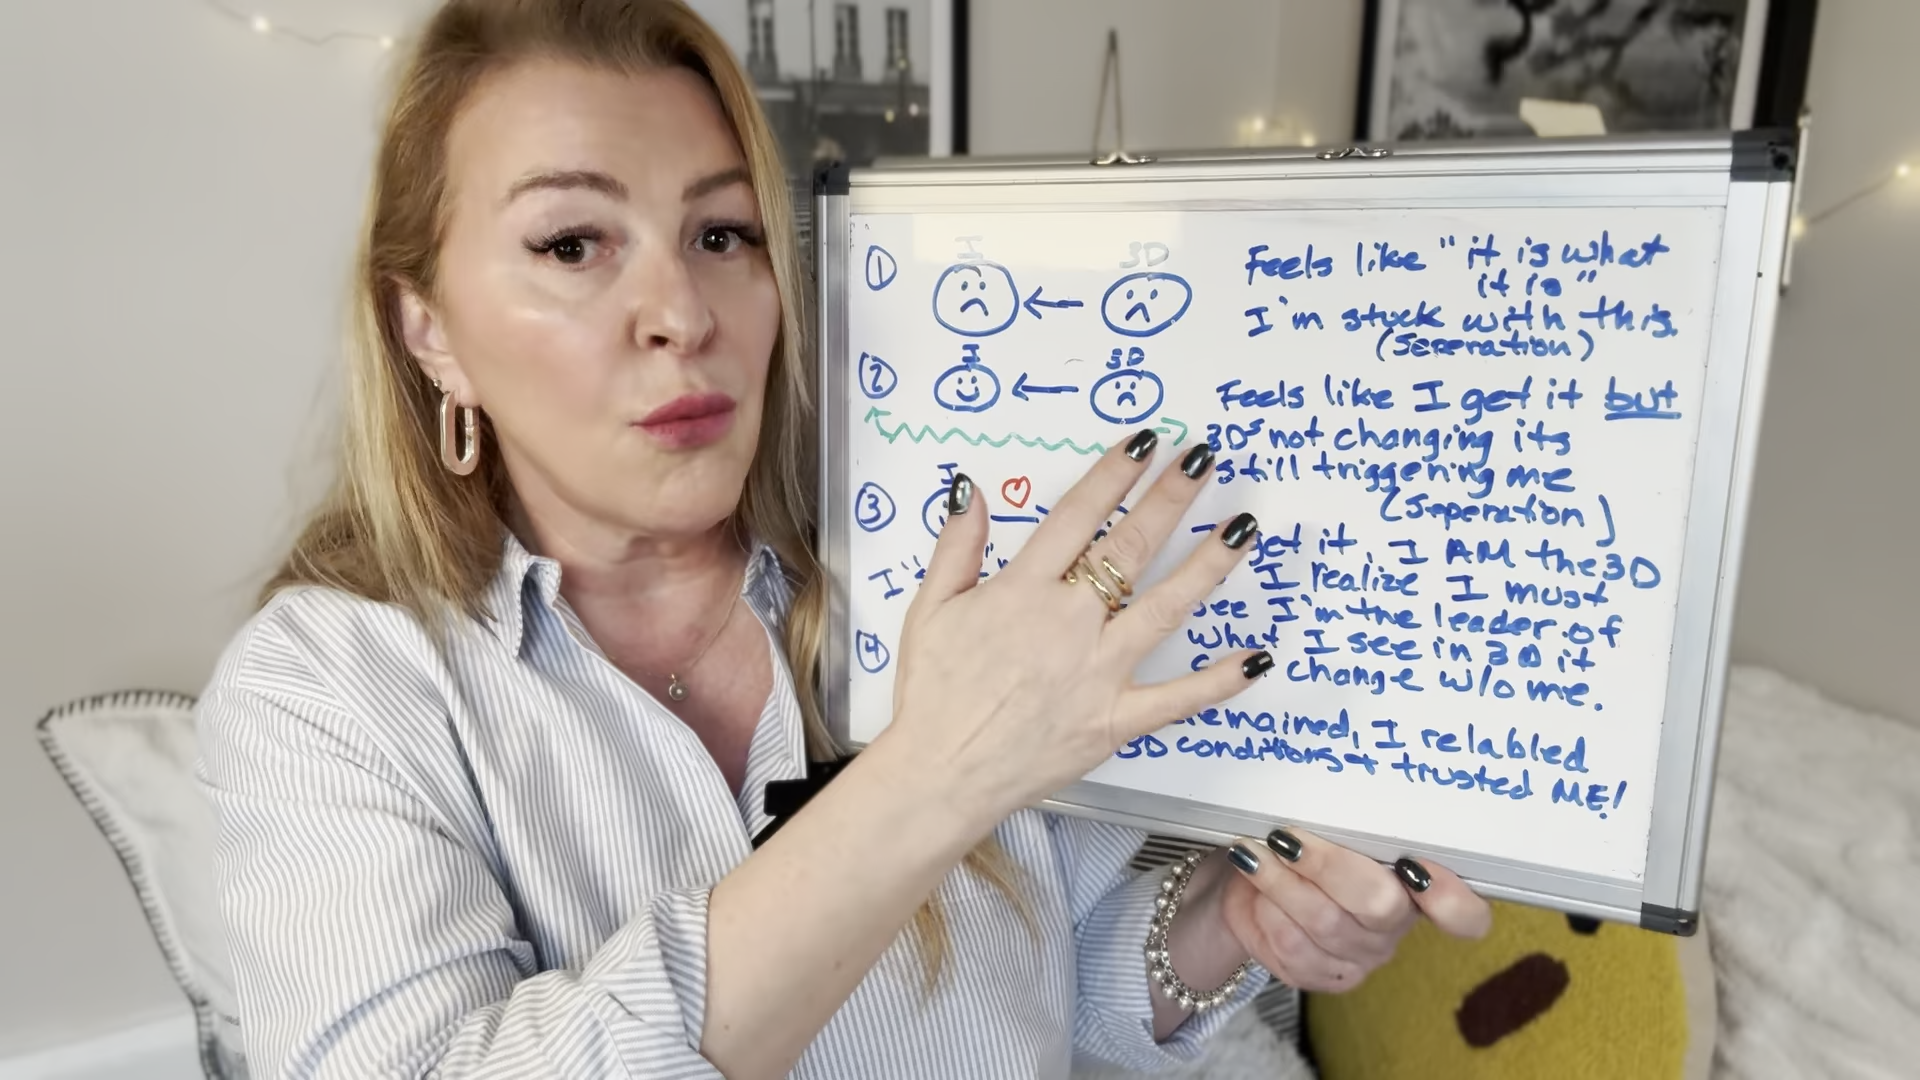 ① I 3D Feels like "it is what
it is"
I'm stuck with this.
(Seperation)
② I 3D Feels like I get it but
3D's not changing its
still triggering me
(Seperation)
③ I get it, I AM the 3D
I realize I must
see I'm the leader of
what I see in 3D it
change w/o me.
④ I relabled
3D conditions + trusted ME!